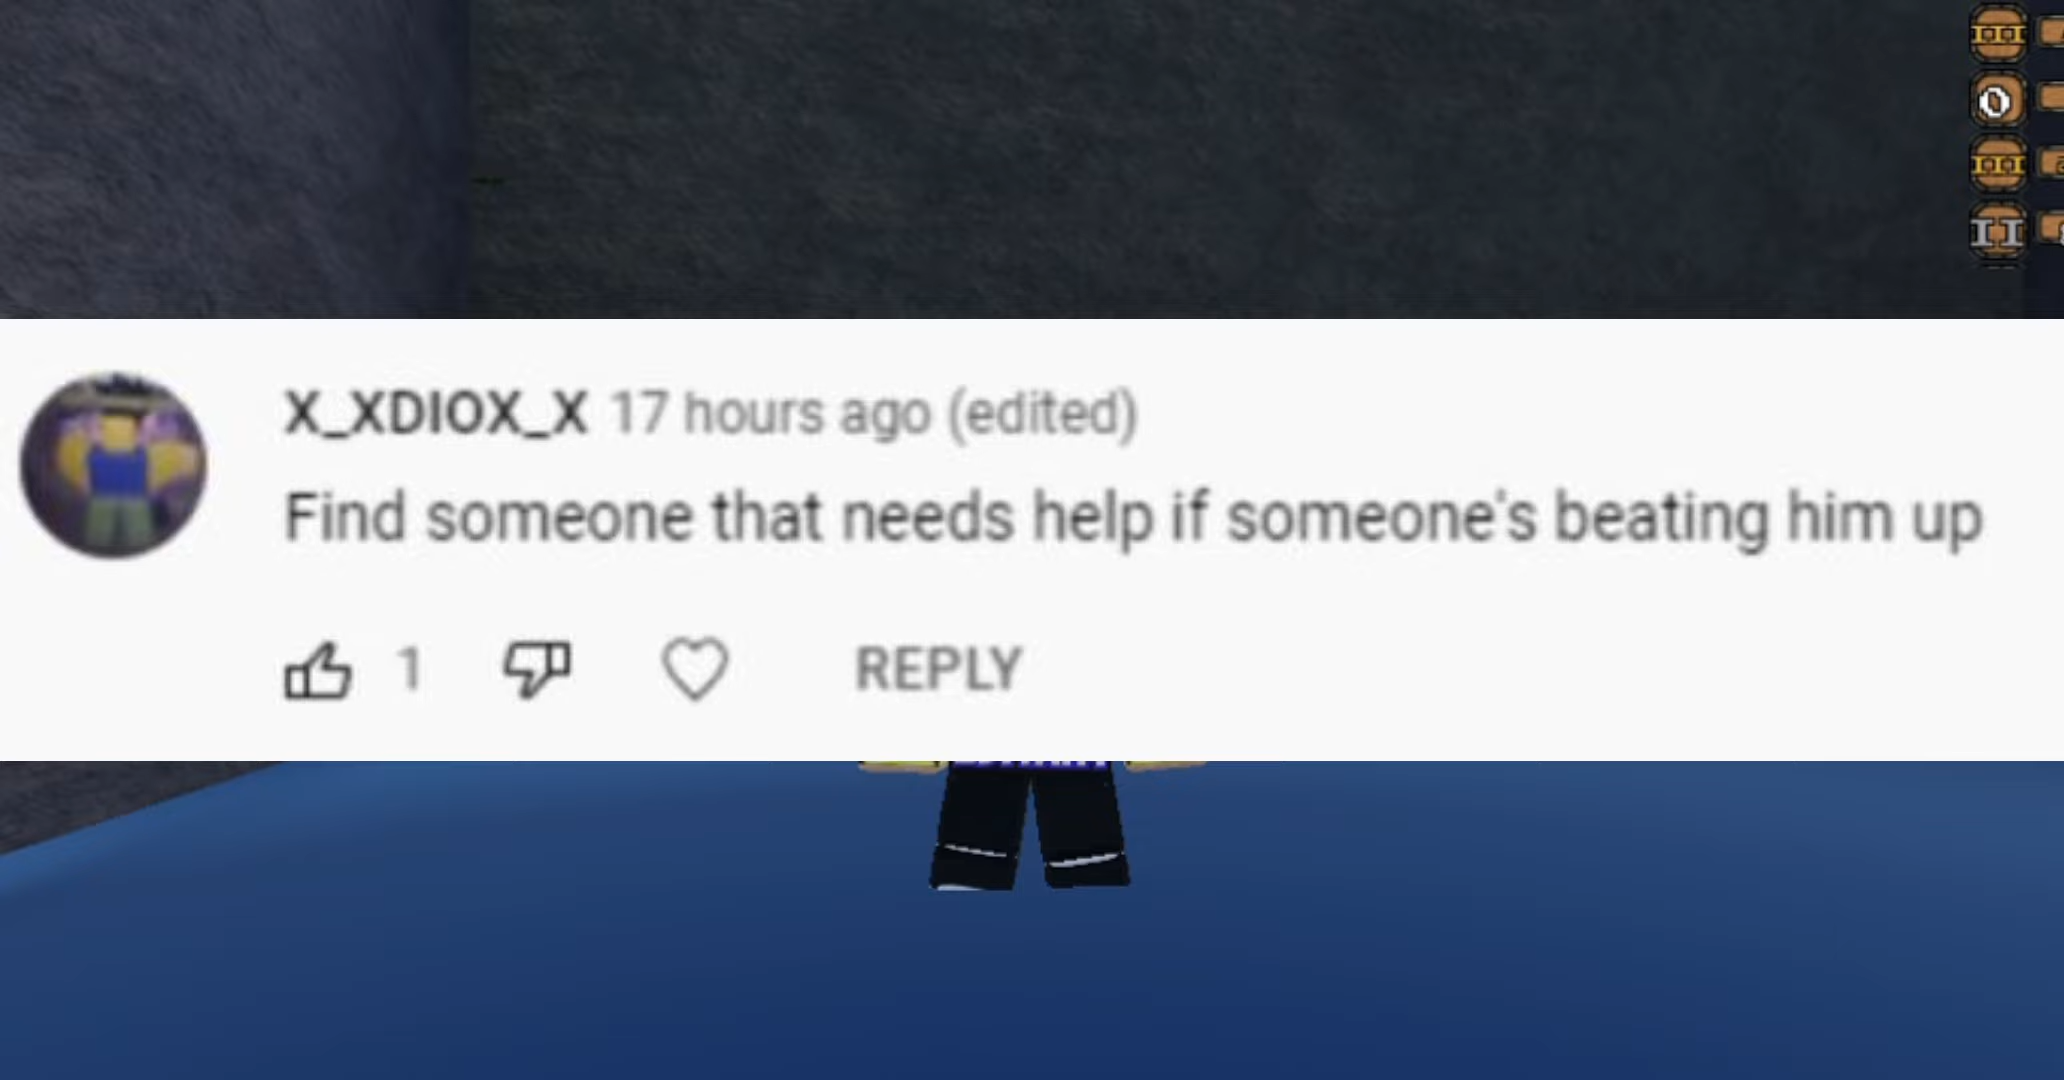 X_XDIOX_X 17 hours ago (edited)
Find someone that needs help if someone's beating him up
1 REPLY